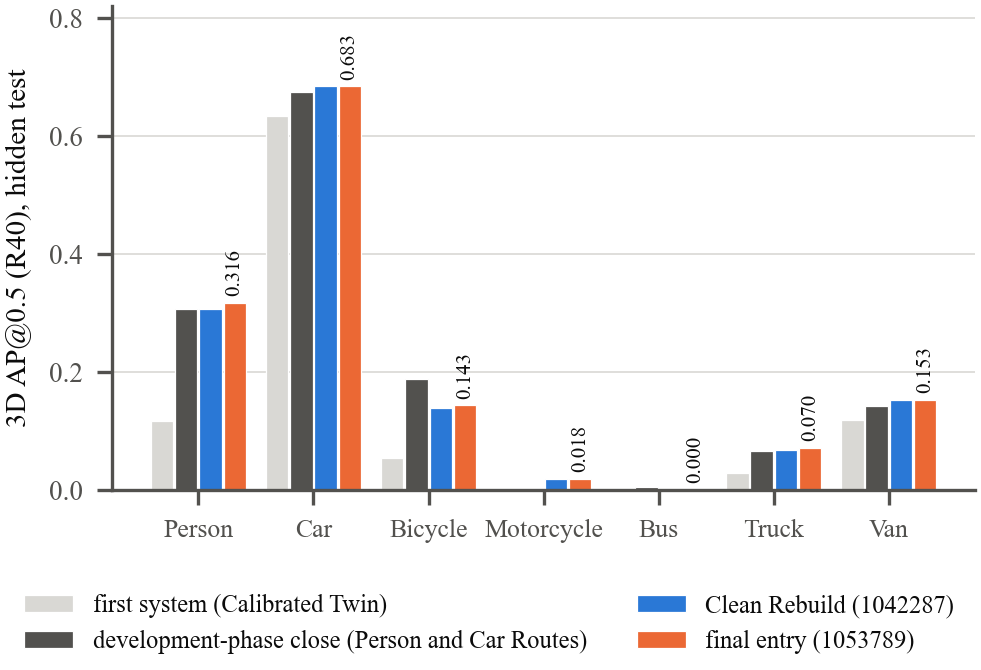 3D AP@0.5 (R40), hidden test
0.8
0.6
0.4
0.2
0.0
0.316
0.683
0.143
0.018
0.000
0.070
0.153
Person
Car
Bicycle
Motorcycle
Bus
Truck
Van
first system (Calibrated Twin)
development-phase close (Person and Car Routes)
Clean Rebuild (1042287)
final entry (1053789)